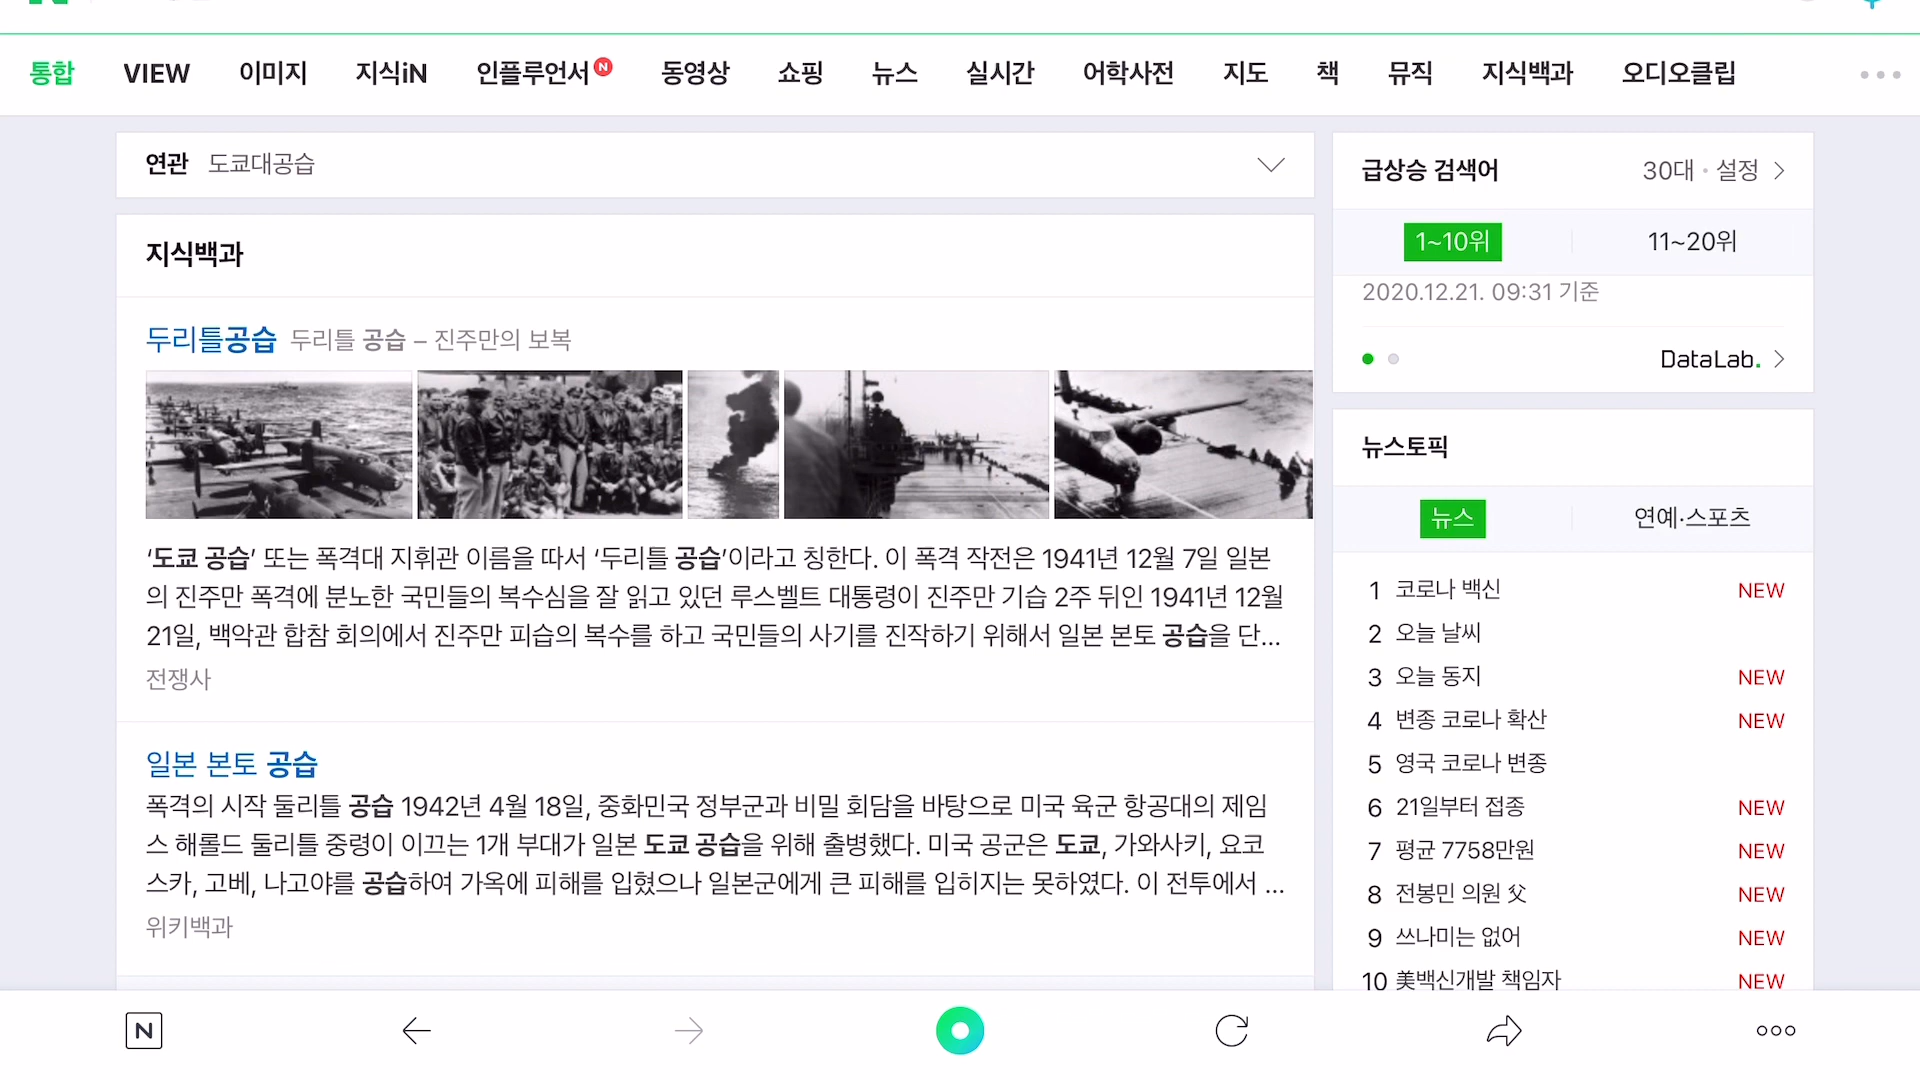 통합 VIEW 이미지 지식iN 인플루언서 N 동영상 쇼핑 뉴스 실시간 어학사전 지도 책 뮤직 지식백과 오디오클립
연관 도쿄대공습
지식백과
두리틀공습 두리틀 공습 – 진주만의 보복
‘도쿄 공습’ 또는 폭격대 지휘관 이름을 따서 ‘두리틀 공습’이라고 칭한다. 이 폭격 작전은 1941년 12월 7일 일본
의 진주만 폭격에 분노한 국민들의 복수심을 잘 읽고 있던 루스벨트 대통령이 진주만 기습 2주 뒤인 1941년 12월
21일, 백악관 합참 회의에서 진주만 피습의 복수를 하고 국민들의 사기를 진작하기 위해서 일본 본토 공습을 단...
전쟁사
일본 본토 공습
폭격의 시작 둘리틀 공습 1942년 4월 18일, 중화민국 정부군과 비밀 회담을 바탕으로 미국 육군 항공대의 제임
스 해롤드 둘리틀 중령이 이끄는 1개 부대가 일본 도쿄 공습을 위해 출병했다. 미국 공군은 도쿄, 가와사키, 요코
스카, 고베, 나고야를 공습하여 가옥에 피해를 입혔으나 일본군에게 큰 피해를 입히지는 못하였다. 이 전투에서 ...
위키백과
급상승 검색어 30대 · 설정
1~10위 11~20위
2020.12.21. 09:31 기준
DataLab.
뉴스토픽
뉴스 연예·스포츠
1 코로나 백신 NEW
2 오늘 날씨
3 오늘 동지 NEW
4 변종 코로나 확산 NEW
5 영국 코로나 변종
6 21일부터 접종 NEW
7 평균 7758만원 NEW
8 전봉민 의원 父 NEW
9 쓰나미는 없어 NEW
10 美백신개발 책임자 NEW
N